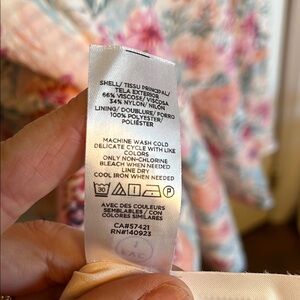 SHELL/ TISSU PRINCIPAL/
TELA EXTERIOR
66% VISCOSE/ VISCOSA
34% NYLON/ NILÓN
LINING/ DOUBLURE/ FORRO
100% POLYESTER/
POLIÉSTER
MACHINE WASH COLD
DELICATE CYCLE WITH LIKE
COLORS
ONLY NON-CHLORINE
BLEACH WHEN NEEDED
LINE DRY
COOL IRON WHEN NEEDED
30
P
AVEC DES COULEURS
SEMBLABLES / CON
COLORES SIMILARES
CA#57421
RN#140923